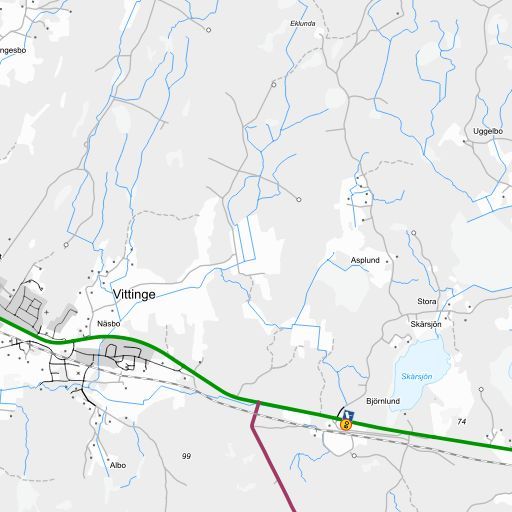 Eklunda
ngesbo
Uggelbo
Asplund
t
Vittinge
Stora
Skärsjön
Näsbo
Skärsjön
Björnlund
74
99
Albo